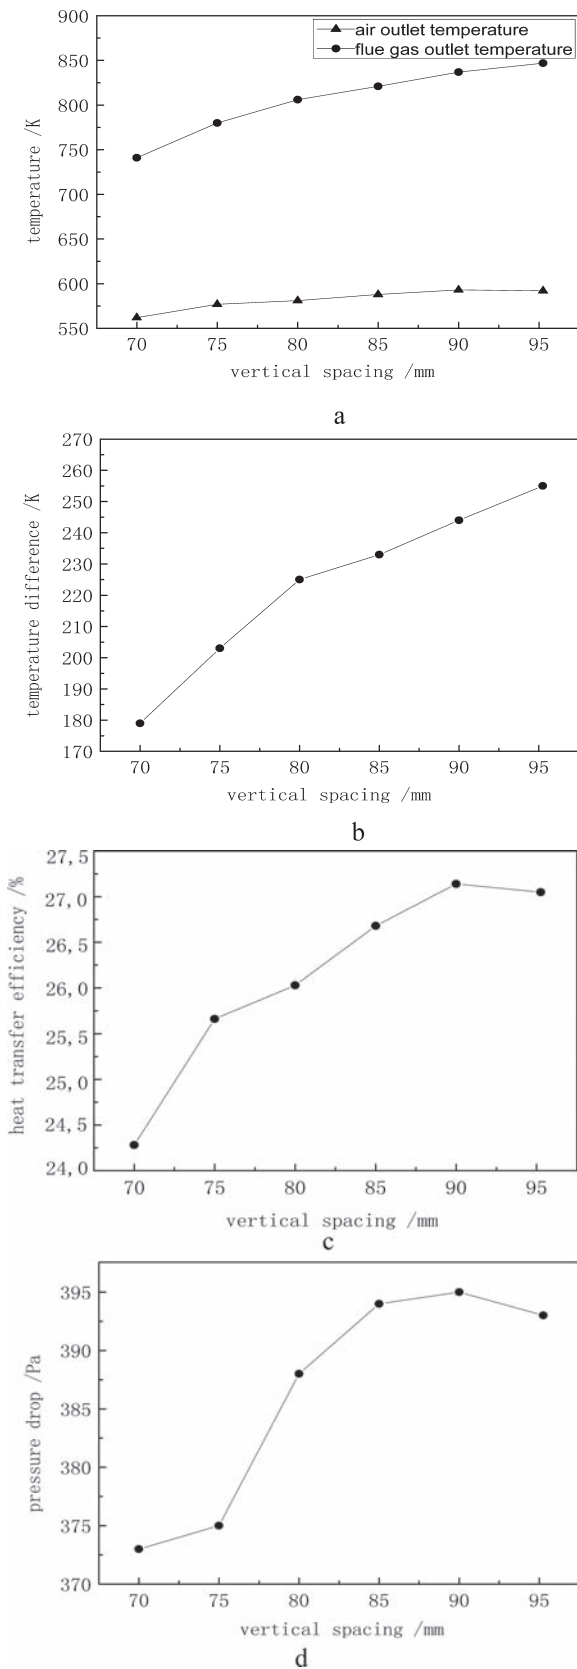 900
air outlet temperature
flue gas outlet temperature
850
800
750
700
650
600
550
temperature /K
70 75 80 85 90 95
vertical spacing /mm
a
270
260
250
240
230
220
210
200
190
180
170
temperature difference /K
70 75 80 85 90 95
vertical spacing /mm
b
27,5
27,0
26,5
26,0
25,5
25,0
24,5
24,0
heat transfer efficiency /%
70 75 80 85 90 95
vertical spacing /mm
c
395
390
385
380
375
370
pressure drop /Pa
70 75 80 85 90 95
vertical spacing /mm
d